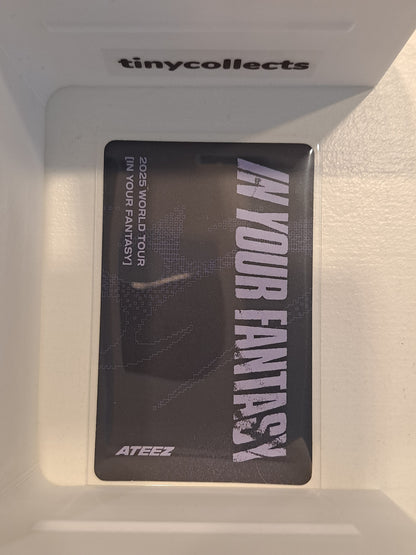 tinycollects
IN YOUR FANTASY
2025 WORLD TOUR
[IN YOUR FANTASY]
ATEEZ